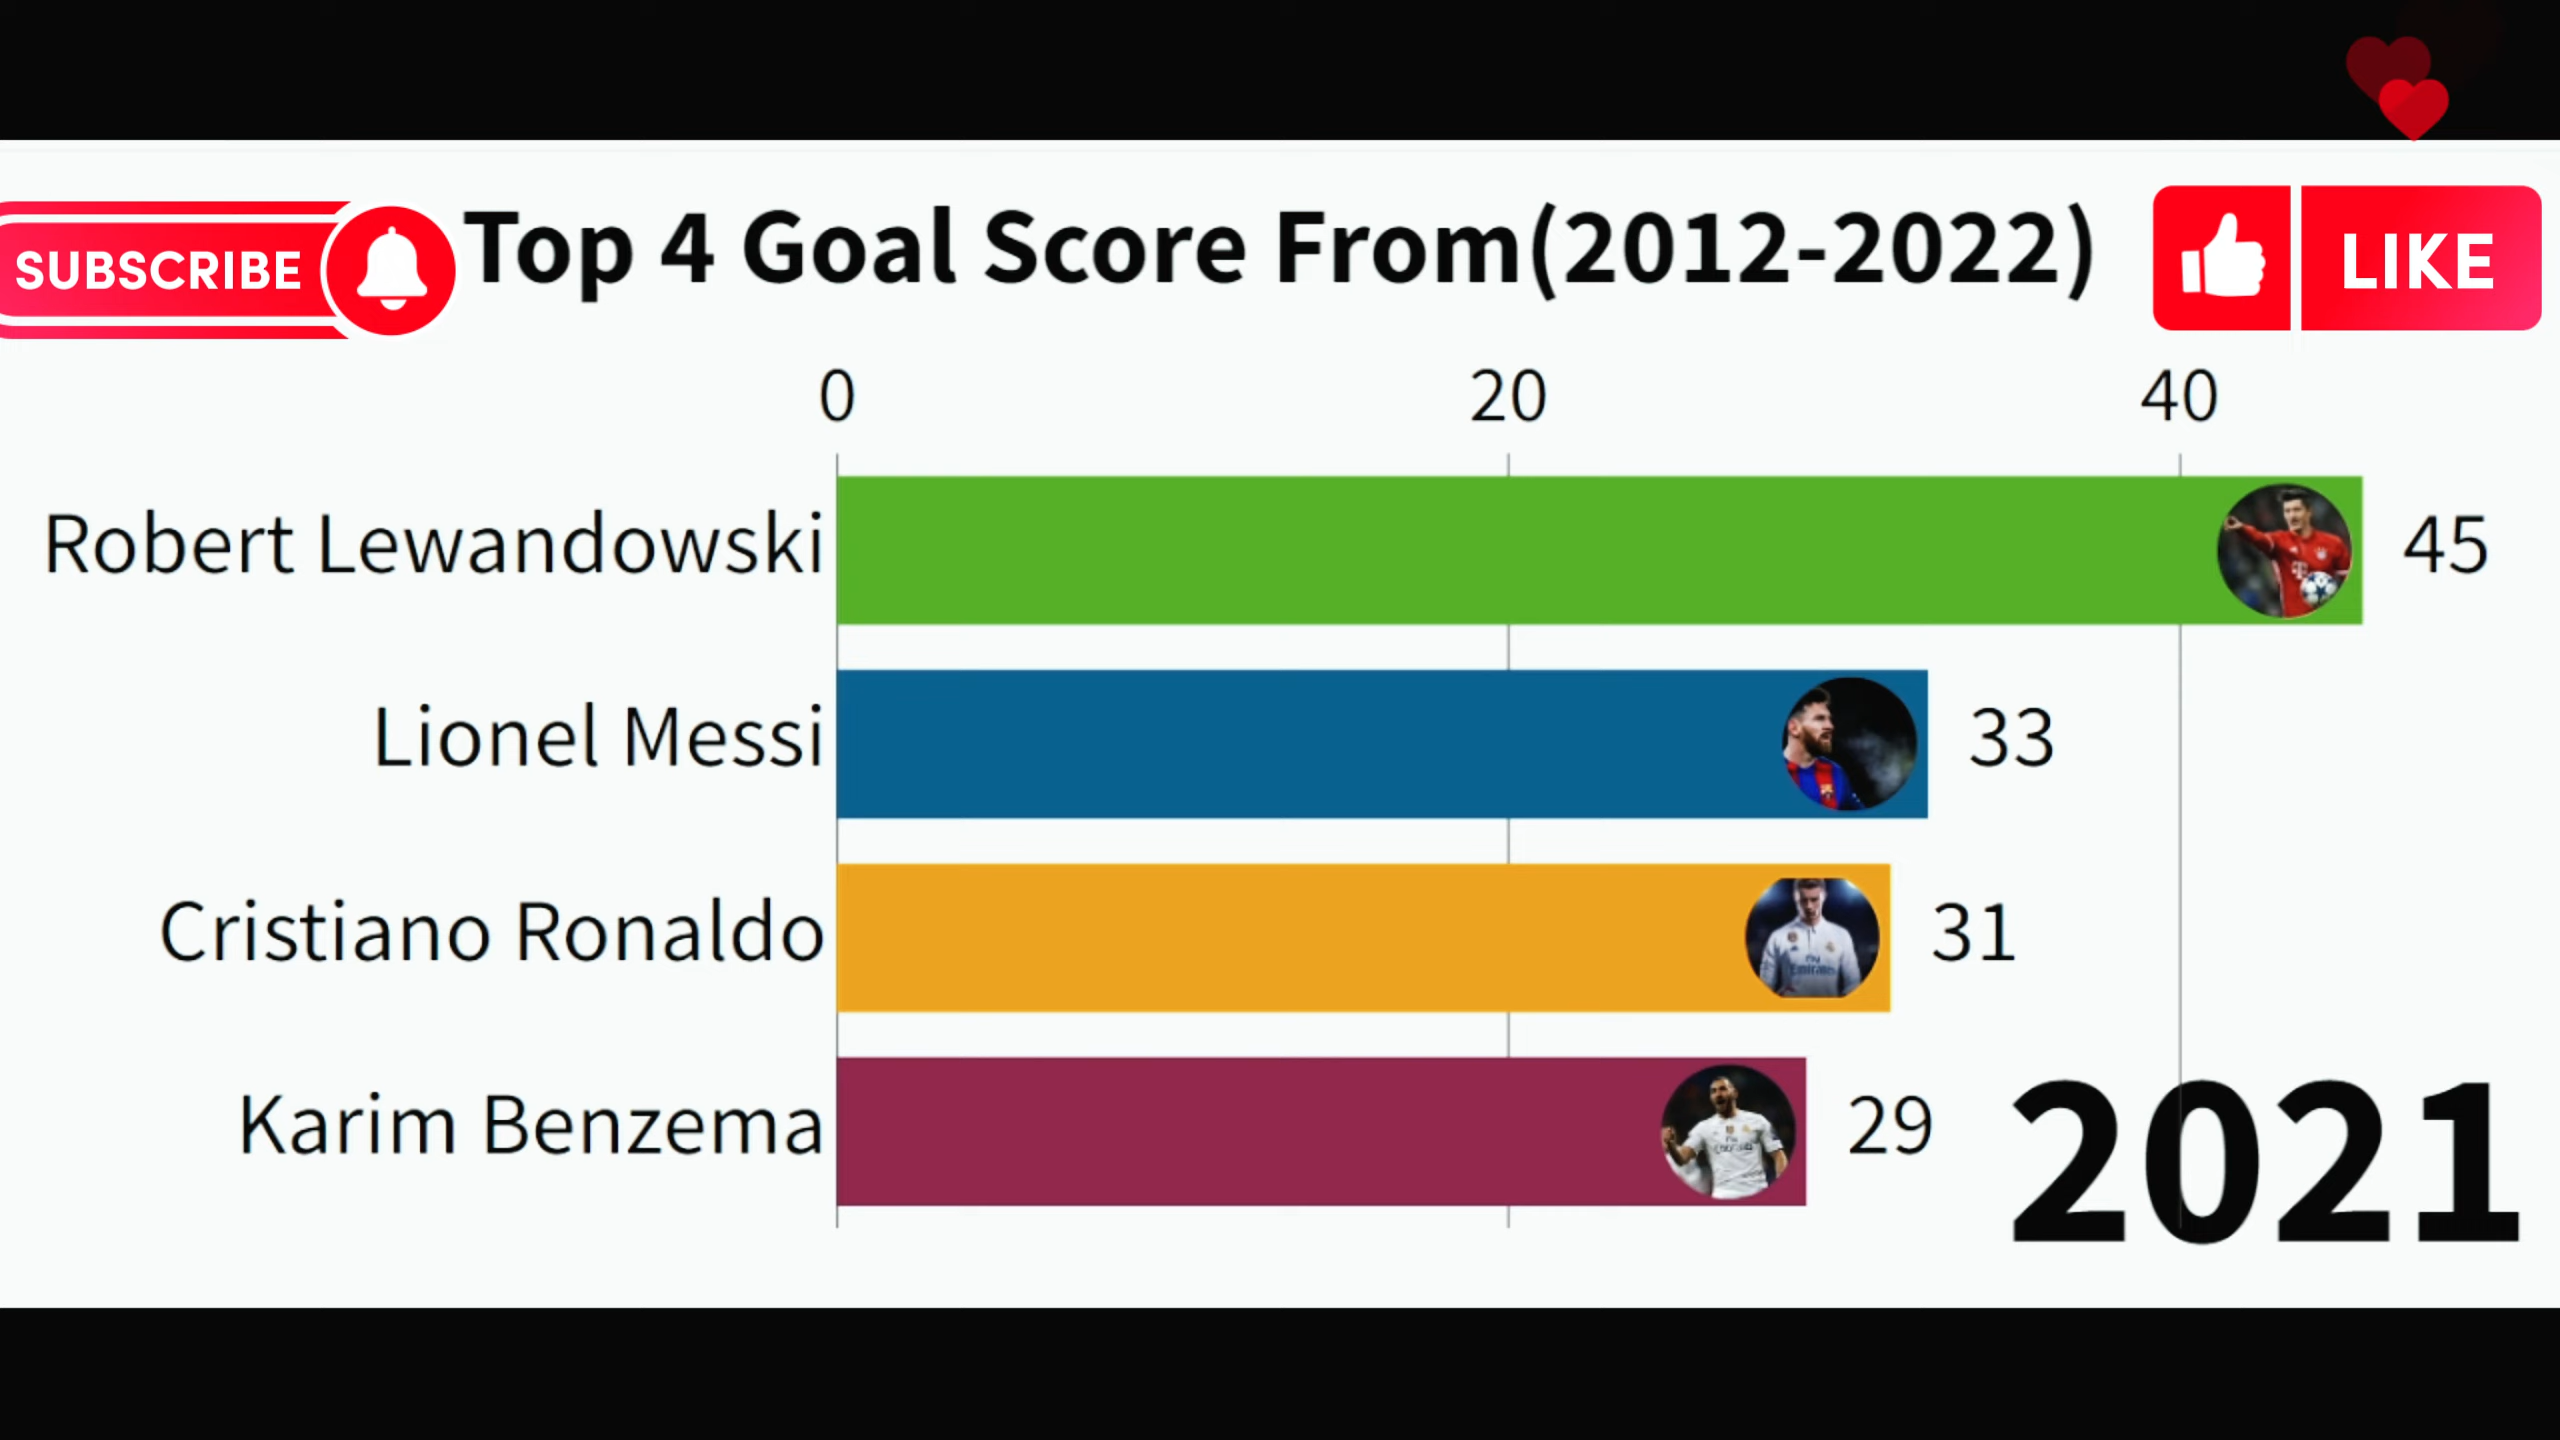 SUBSCRIBE
Top 4 Goal Score From(2012-2022)
LIKE
0 20 40
Robert Lewandowski 45
Lionel Messi 33
Cristiano Ronaldo 31
Karim Benzema 29
2021